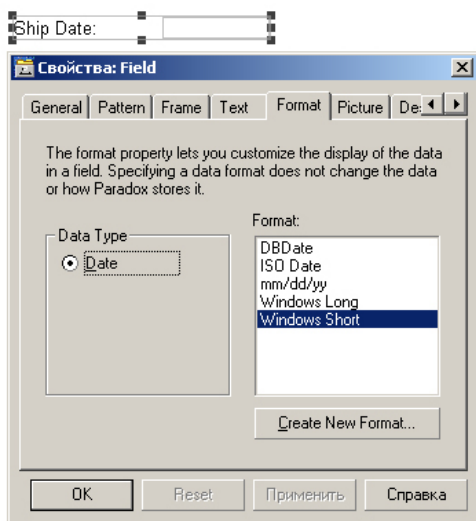 Ship Date:
Свойства: Field
General Pattern Frame Text Format Picture De:
The format property lets you customize the display of the data
in a field. Specifying a data format does not change the data
or how Paradox stores it.
Data Type
Date
Format:
DBDate
ISO Date
mm/dd/yy
Windows Long
Windows Short
Create New Format...
OK Reset Применить Справка